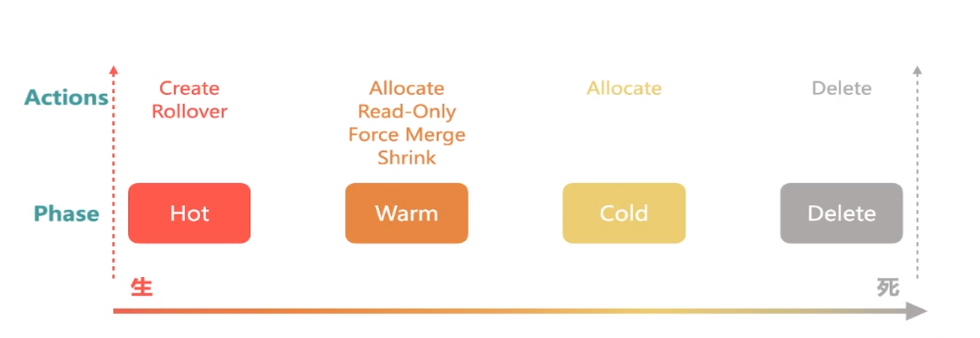 Actions
Create
Rollover
Allocate
Read-Only
Force Merge
Shrink
Allocate
Delete
Phase
Hot
Warm
Cold
Delete
生
死